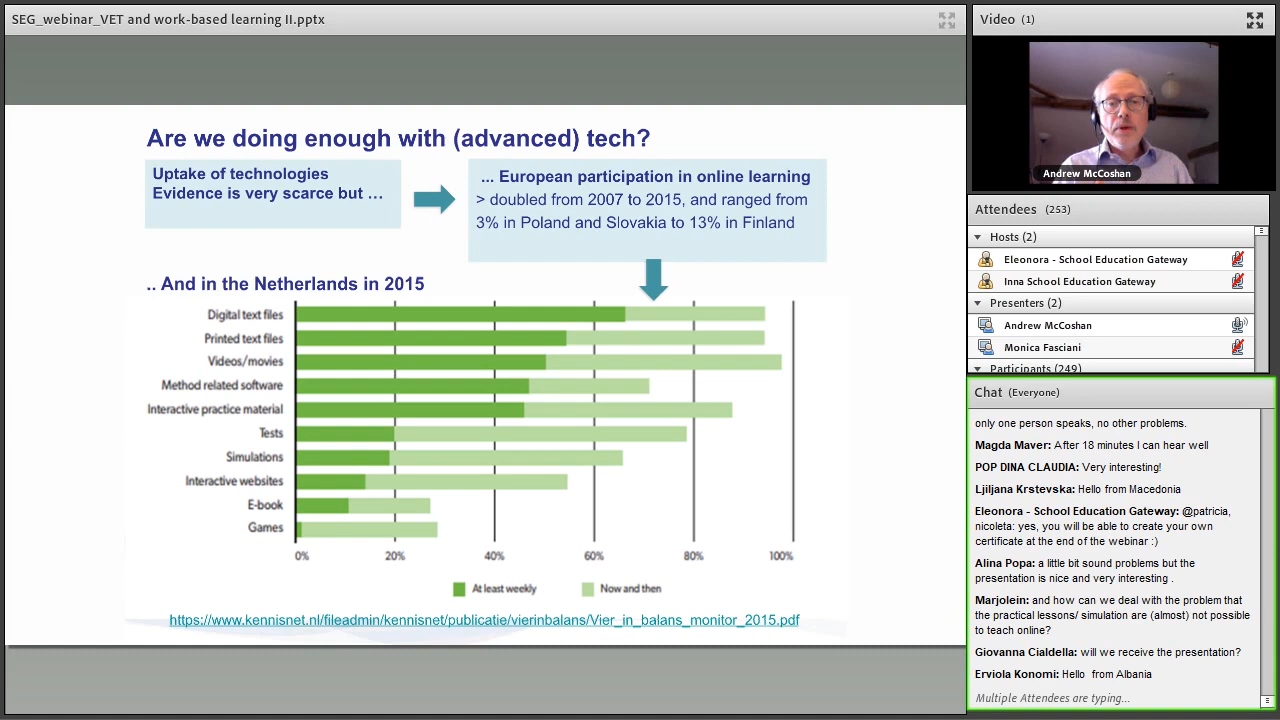 SEG_webinar_VET and work-based learning II.pptx
Are we doing enough with (advanced) tech?
Uptake of technologies
Evidence is very scarce but …
... European participation in online learning
> doubled from 2007 to 2015, and ranged from
3% in Poland and Slovakia to 13% in Finland
.. And in the Netherlands in 2015
Digital text files
Printed text files
Videos/movies
Method related software
Interactive practice material
Tests
Simulations
Interactive websites
E-book
Games
0% 20% 40% 60% 80% 100%
At least weekly Now and then
https://www.kennisnet.nl/fileadmin/kennisnet/publicatie/vierinbalans/Vier_in_balans_monitor_2015.pdf
Video (1)
Andrew McCoshan
Attendees (253)
Hosts (2)
Eleonora - School Education Gateway
Inna School Education Gateway
Presenters (2)
Andrew McCoshan
Monica Fasciani
Participants (249)
Chat (Everyone)
only one person speaks, no other problems.
Magda Maver: After 18 minutes I can hear well
POP DINA CLAUDIA: Very interesting!
Ljiljana Krstevska: Hello from Macedonia
Eleonora - School Education Gateway: @patricia,
nicoleta: yes, you will be able to create your own
certificate at the end of the webinar :)
Alina Popa: a little bit sound problems but the
presentation is nice and very interesting .
Marjolein: and how can we deal with the problem that
the practical lessons/ simulation are (almost) not possible
to teach online?
Giovanna Cialdella: will we receive the presentation?
Erviola Konomi: Hello from Albania
Multiple Attendees are typing...